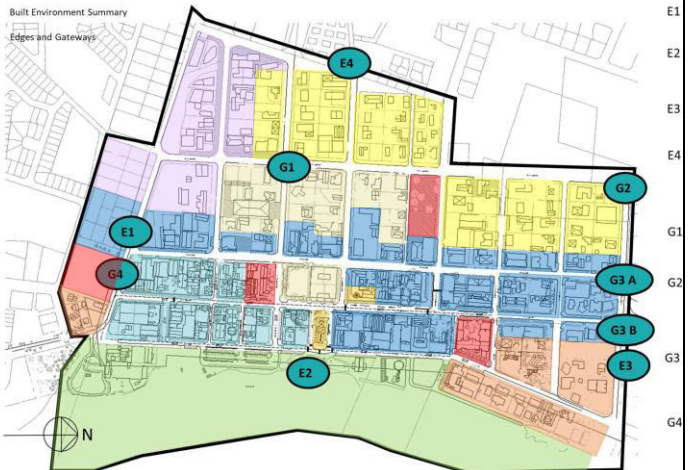 Built Environment Summary
Edges and Gateways
E1
E2
E3
E4
G1
G2
G3
G4
E4
G1
G2
E1
G4
G3 A
G3 B
E3
E2
N